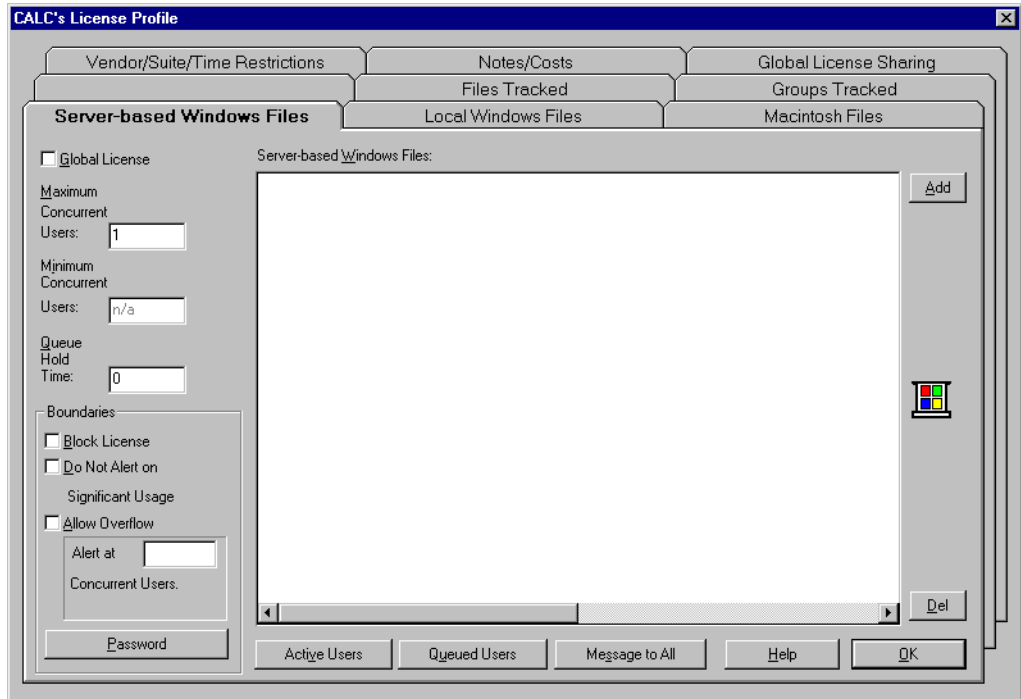 CALC's License Profile
Vendor/Suite/Time Restrictions
Notes/Costs
Global License Sharing
Files Tracked
Groups Tracked
Server-based Windows Files
Local Windows Files
Macintosh Files
Global License
Maximum
Concurrent
Users: 1
Minimum
Concurrent
Users: n/a
Queue
Hold
Time: 0
Boundaries
Block License
Do Not Alert on
Significant Usage
Allow Overflow
Alert at
Concurrent Users.
Password
Server-based Windows Files:
Add
Del
Active Users
Queued Users
Message to All
Help
OK